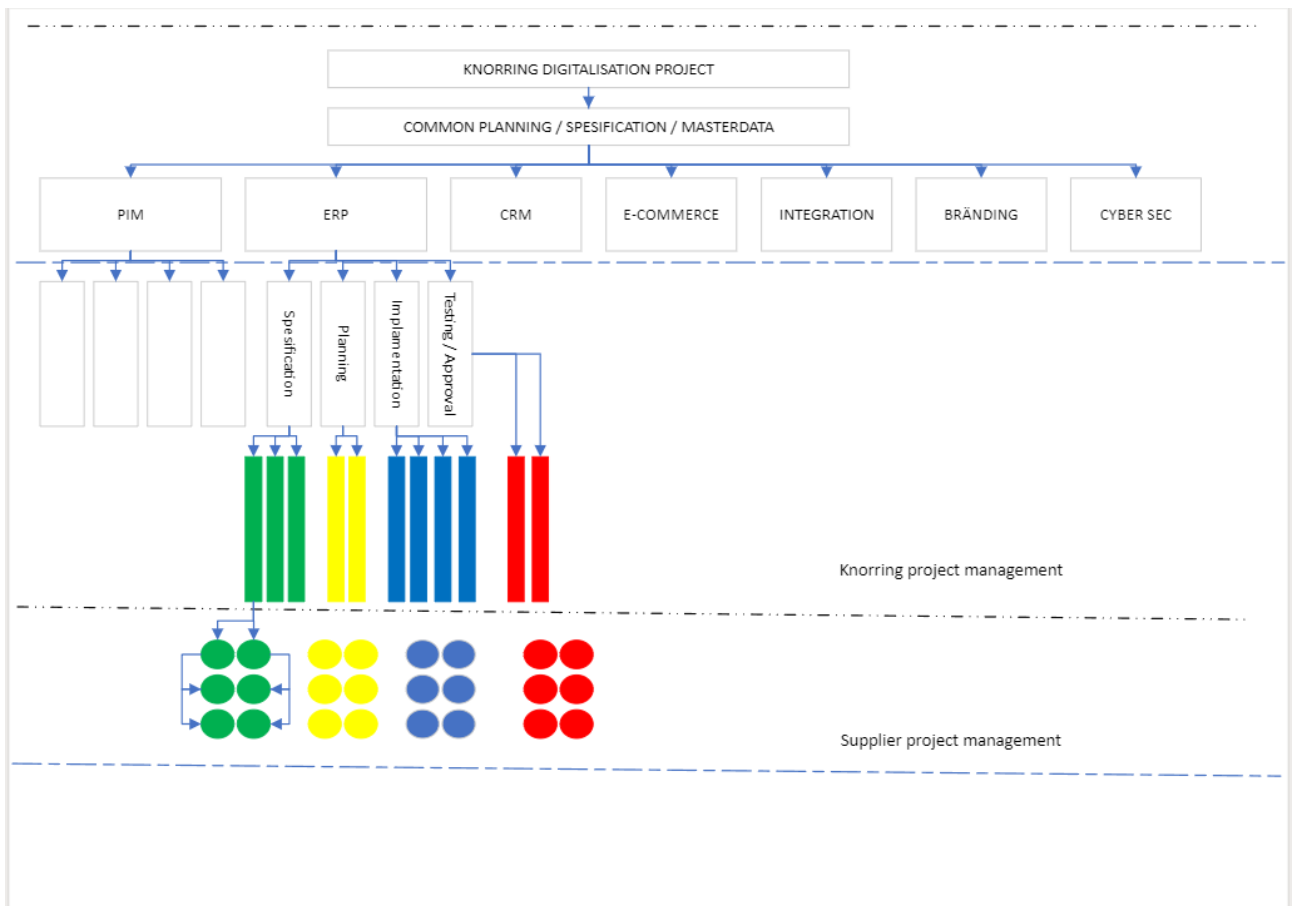 KNORRING DIGITALISATION PROJECT
COMMON PLANNING / SPESIFICATION / MASTERDATA
PIM
ERP
CRM
E-COMMERCE
INTEGRATION
BRÄNDING
CYBER SEC
Spesification
Planning
Implamentation
Testing / Approval
Knorring project management
Supplier project management